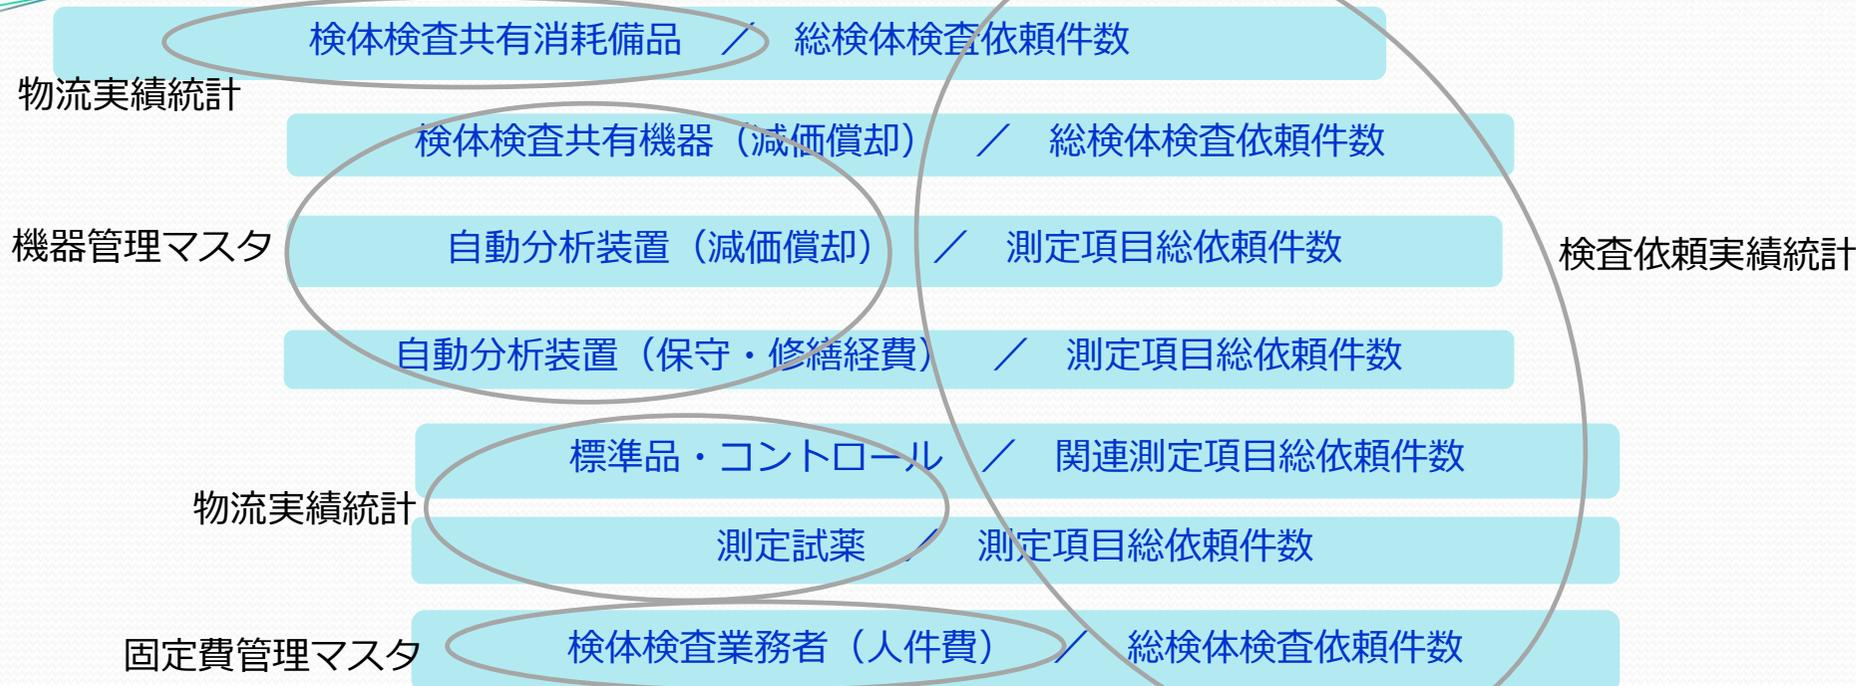 検体検査共有消耗備品　／　総検体検査依頼件数
物流実績統計
検体検査共有機器（減価償却）　／　総検体検査依頼件数
機器管理マスタ
自動分析装置（減価償却）　／　測定項目総依頼件数
検査依頼実績統計
自動分析装置（保守・修繕経費）　／　測定項目総依頼件数
標準品・コントロール　／　関連測定項目総依頼件数
物流実績統計
測定試薬　／　測定項目総依頼件数
固定費管理マスタ
検体検査業務者（人件費）　／　総検体検査依頼件数